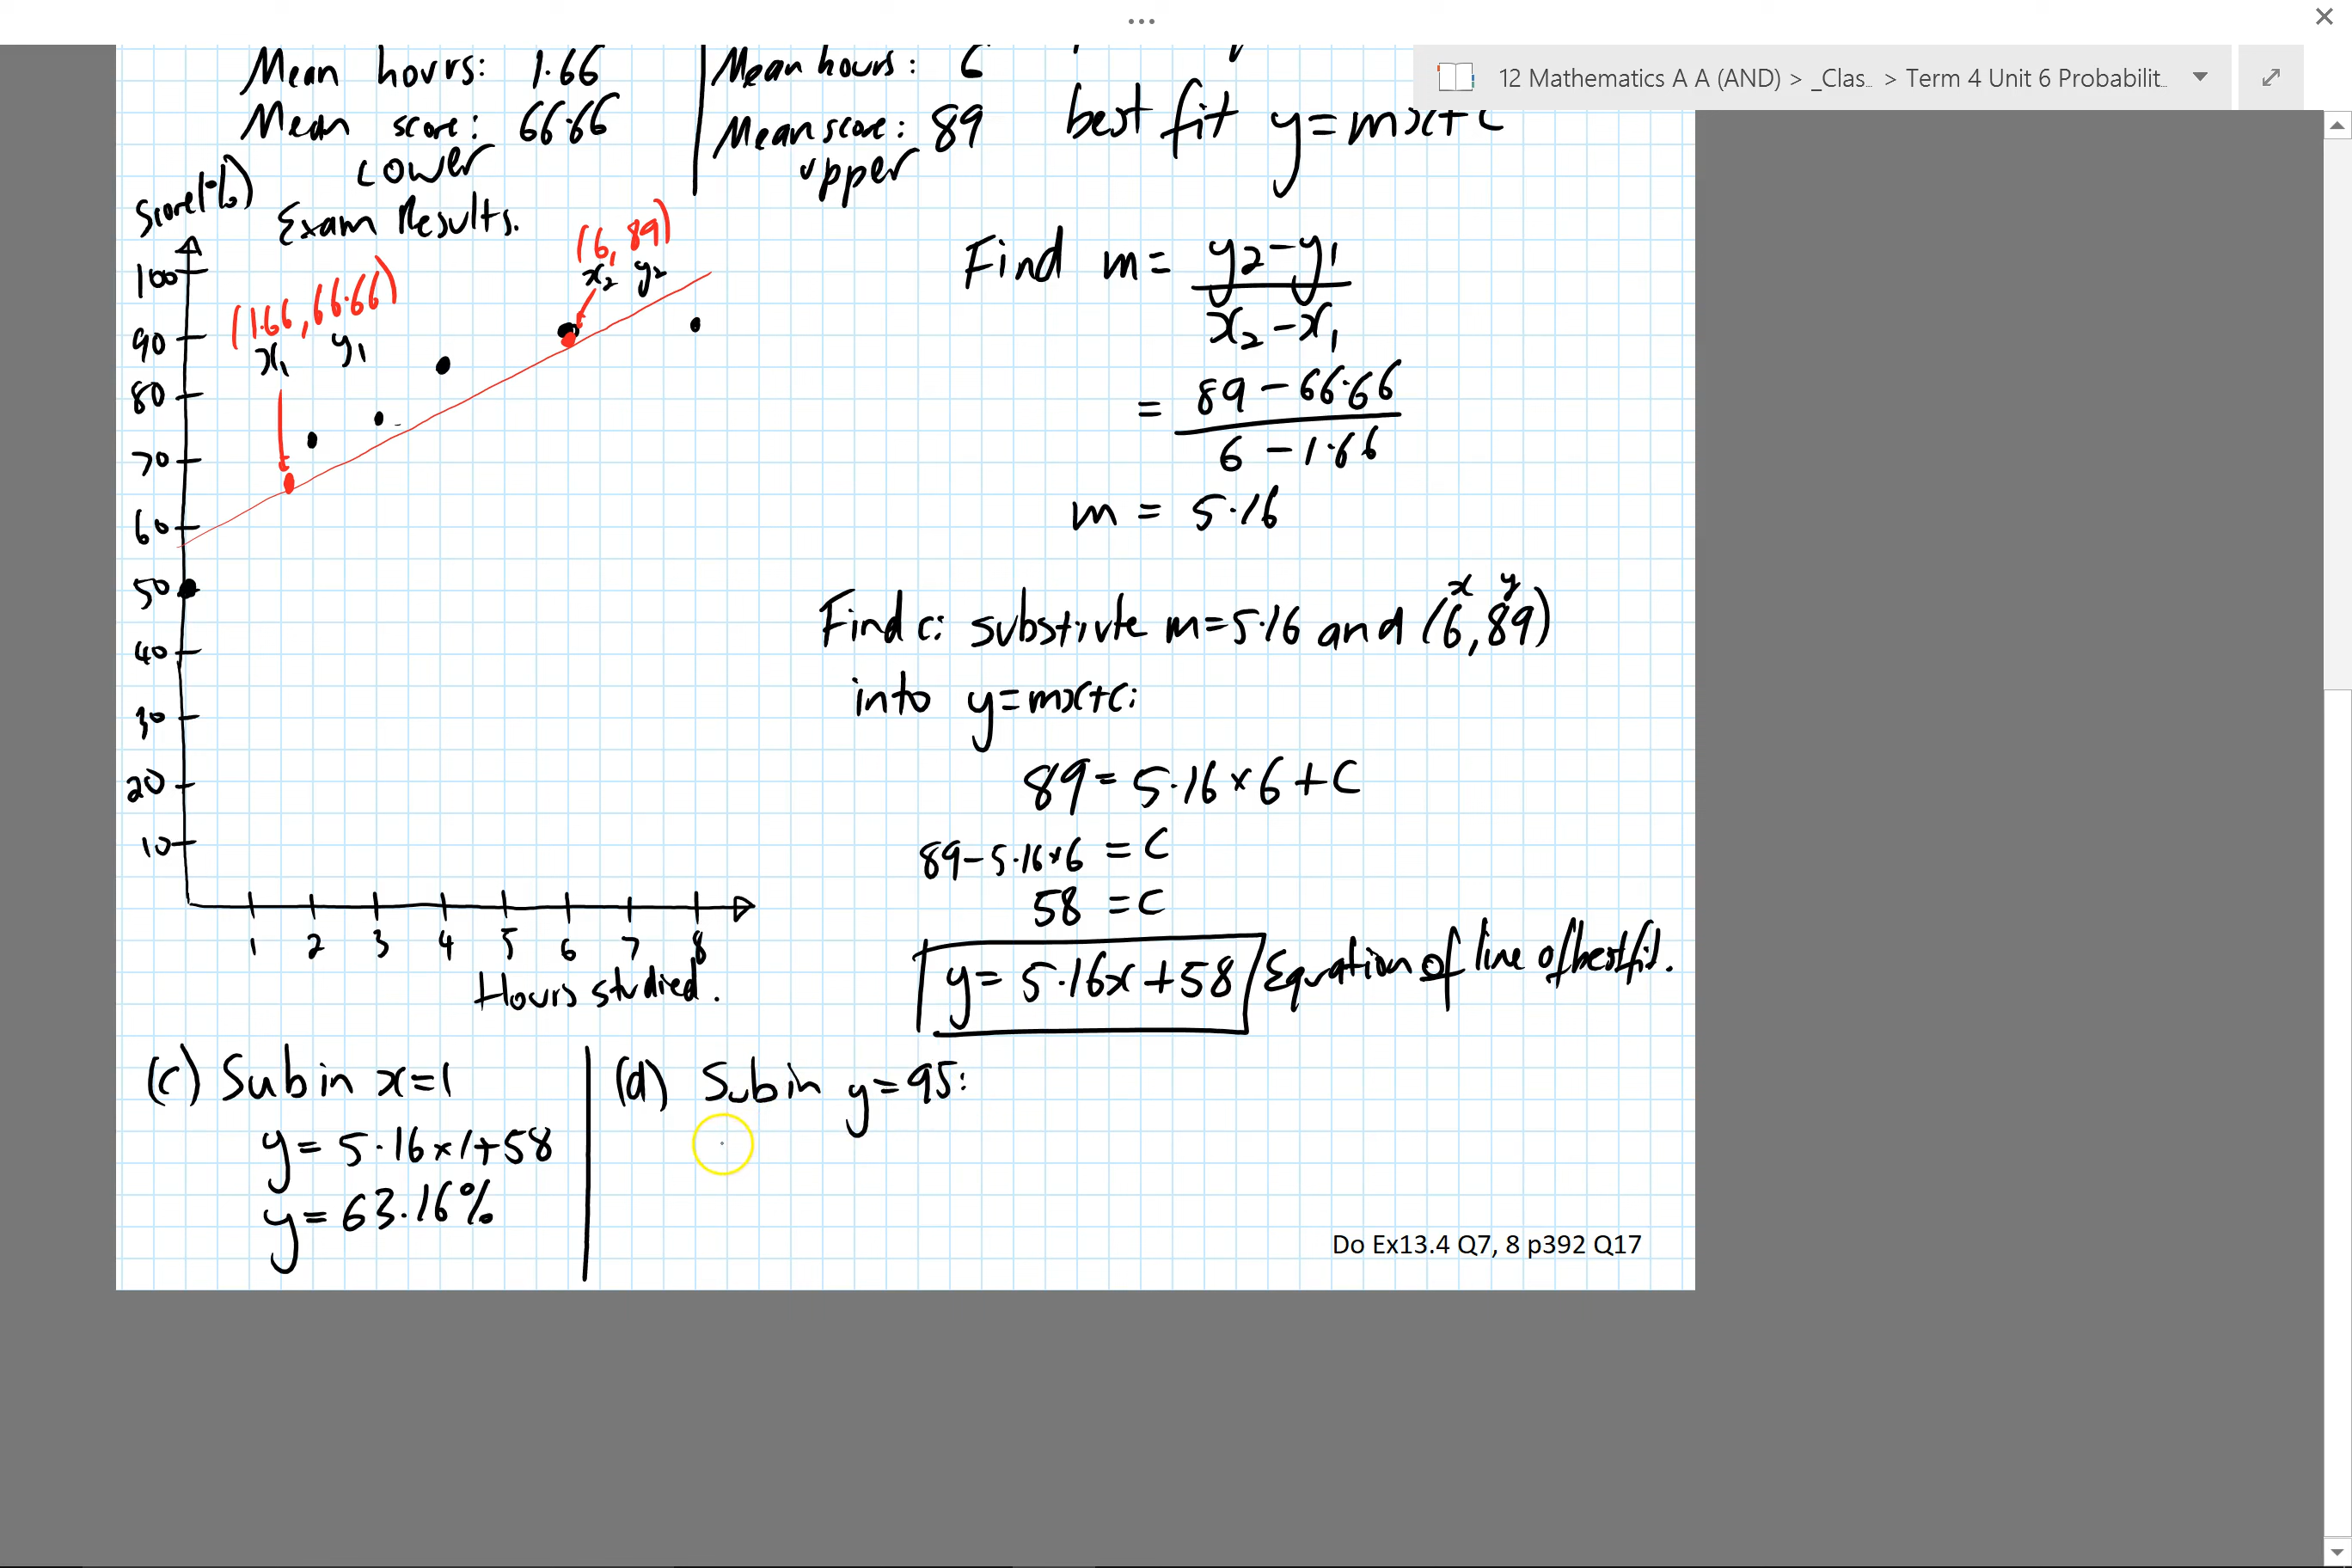 12 Mathematics A A (AND) > _Clas... > Term 4 Unit 6 Probabilit...
Mean hours: 1.66
Mean score: 66.66
Lower
Mean hours: 6
Mean score: 89
upper
best fit y=mx+c
Score(%)
Exam Results.
(1.66, 66.66)
x₁ y₁
(6, 89)
x₂ y₂
100
90
80
70
60
50
40
30
20
10
1 2 3 4 5 6 7 8
Hours studied.
Find m= y₂-y₁
x₂-x₁
= 89-66.66
6-1.66
m = 5.16
x y
Find c: substitute m=5.16 and (6,89)
into y=mx+c:
89=5.16×6+C
89-5.16×6 =C
58 =C
y= 5.16x+58 Equation of line of best fit.
(c) Sub in x=1
y= 5.16×1+58
y= 63.16%
(d) Sub in y=95:
Do Ex13.4 Q7, 8 p392 Q17